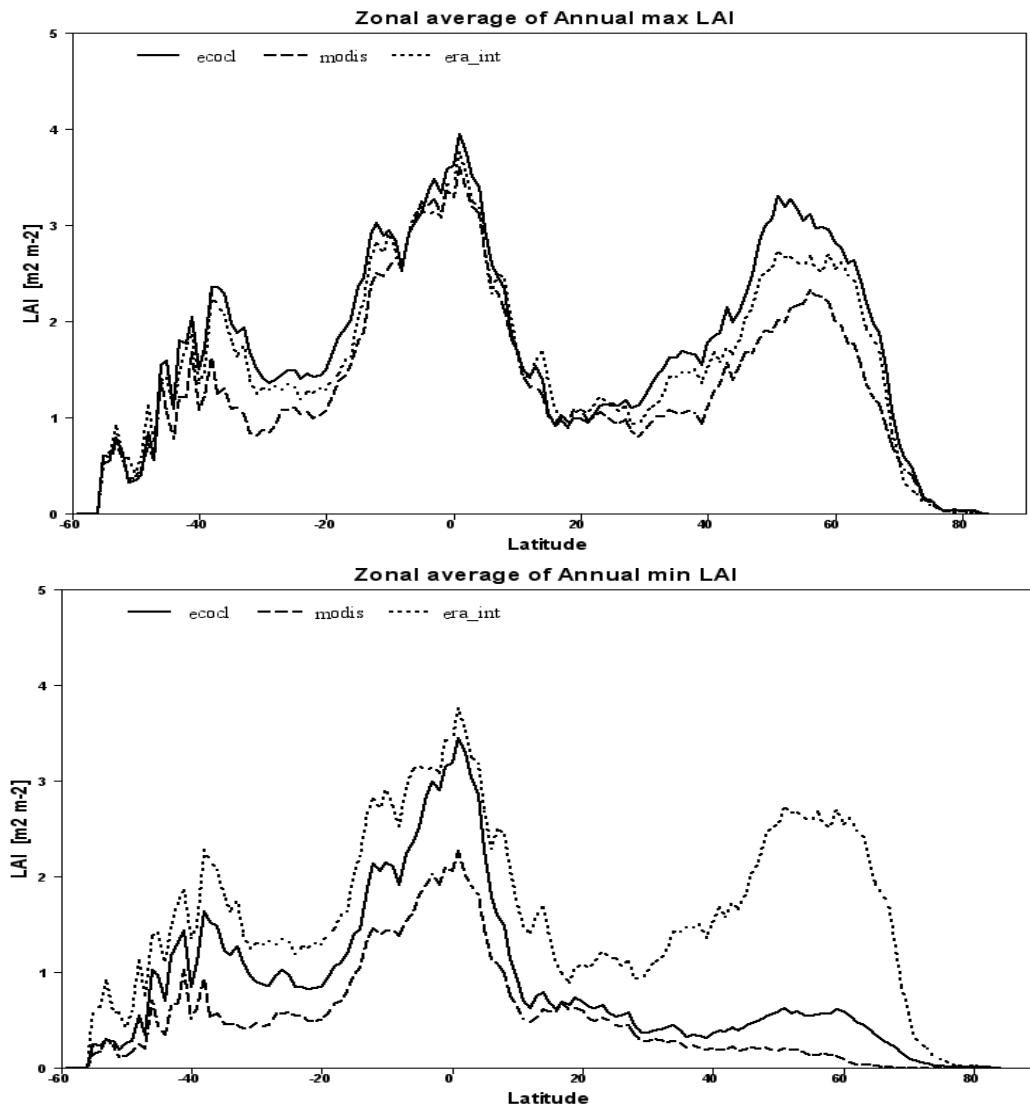 Zonal average of Annual max LAI
5
ecocl modis era_int
4
3
LAI [m2 m-2]
2
1
0
-60 -40 -20 0 20 40 60 80
Latitude
Zonal average of Annual min LAI
5
ecocl modis era_int
4
3
LAI [m2 m-2]
2
1
0
-60 -40 -20 0 20 40 60 80
Latitude